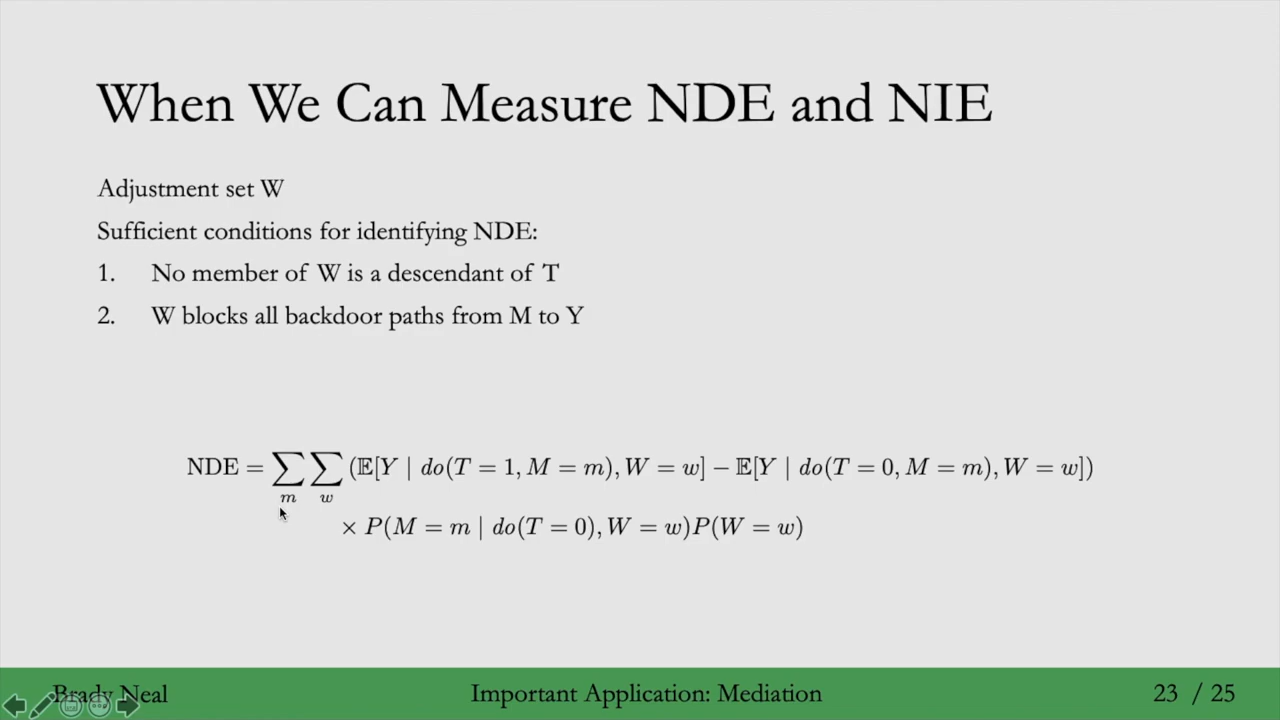 When We Can Measure NDE and NIE
Adjustment set W
Sufficient conditions for identifying NDE:
1. No member of W is a descendant of T
2. W blocks all backdoor paths from M to Y
NDE = ∑_m ∑_w (𝔼[Y | do(T = 1, M = m), W = w] − 𝔼[Y | do(T = 0, M = m), W = w])
× P(M = m | do(T = 0), W = w)P(W = w)
Brady Neal Important Application: Mediation 23 / 25